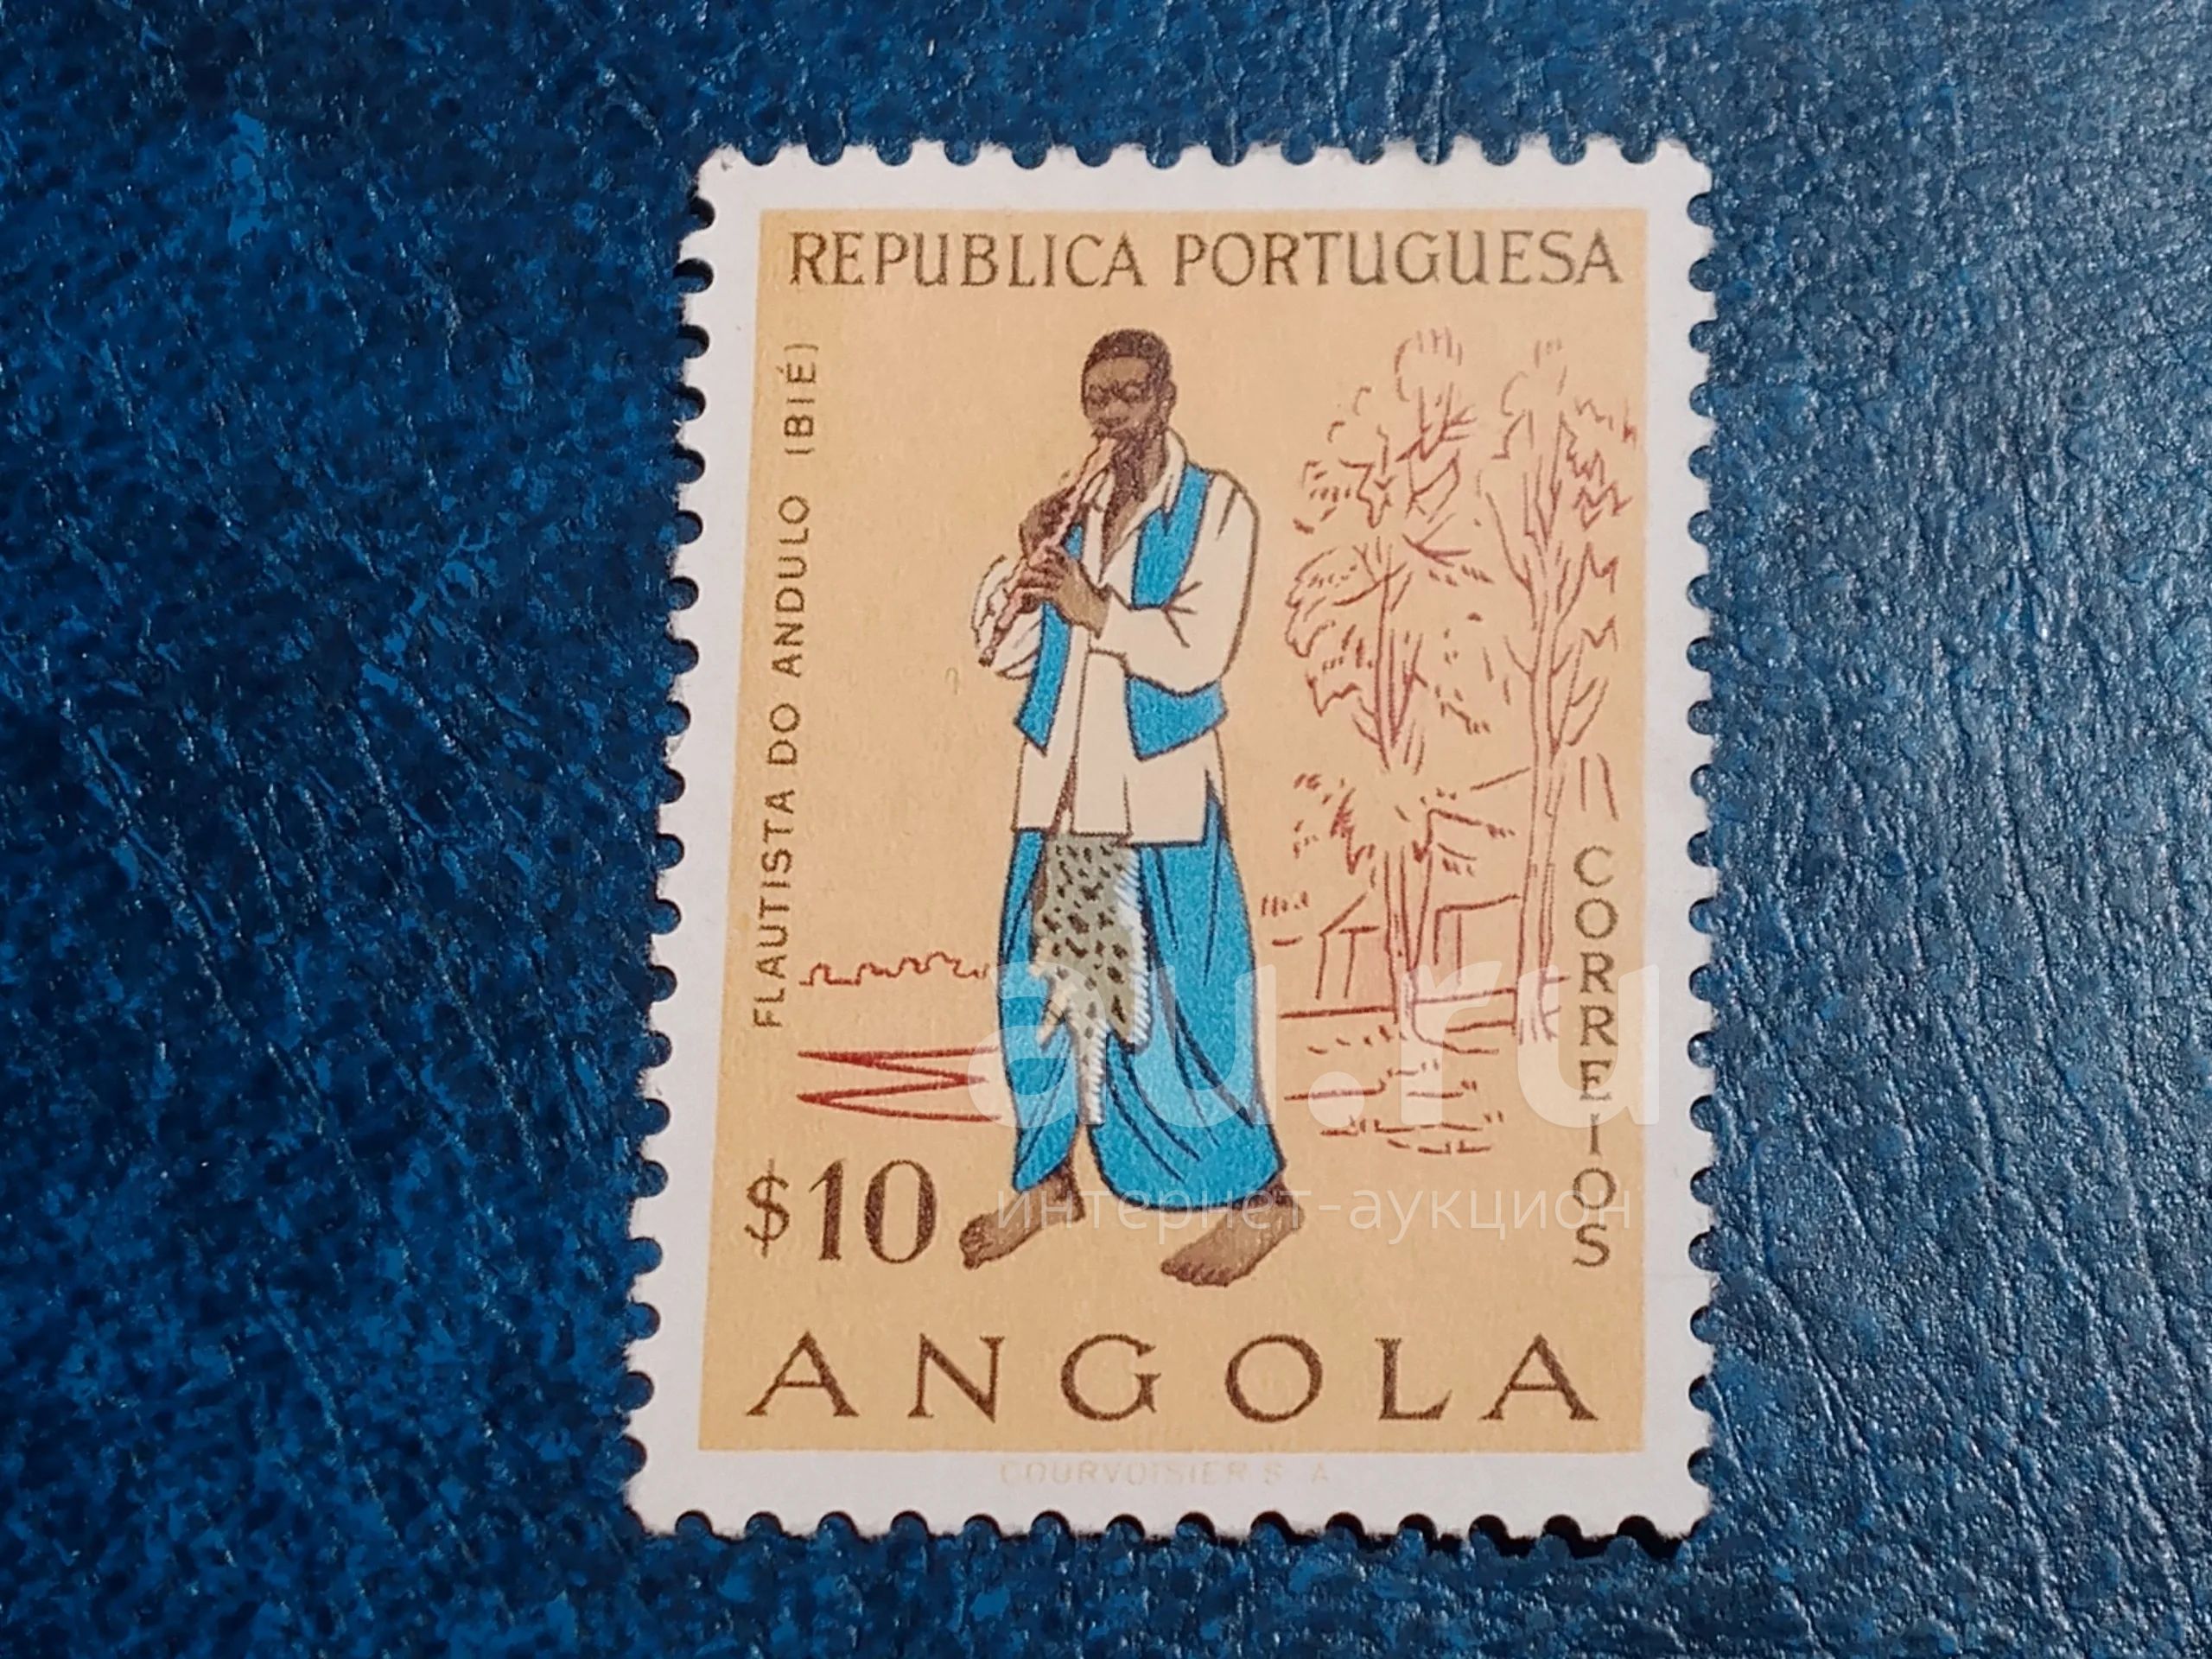 REPUBLICA PORTUGUESA
FLAUTISTA DO ANDULO (BIÉ)
CORREIOS
$10
ANGOLA
COURVOISIER S A
au.ru
интернет-аукцион